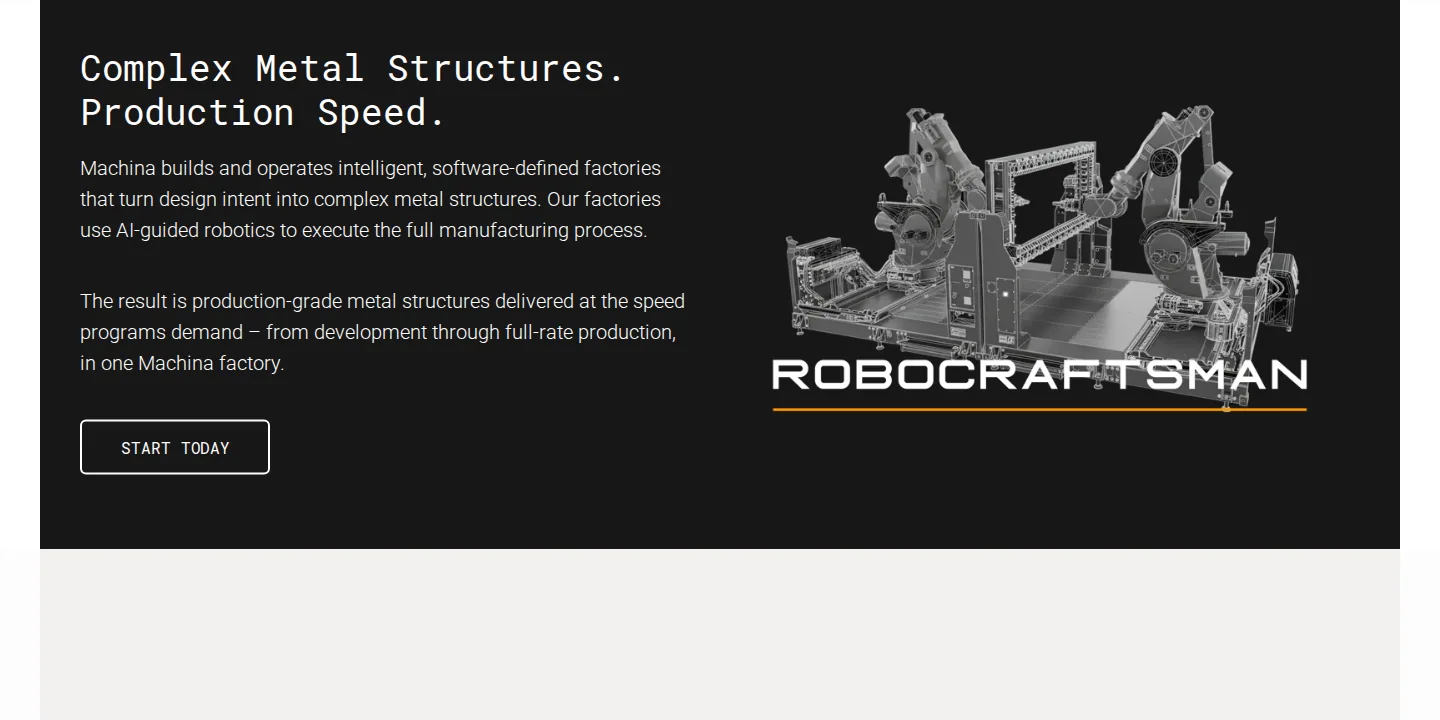 Complex Metal Structures.
Production Speed.
Machina builds and operates intelligent, software-defined factories
that turn design intent into complex metal structures. Our factories
use AI-guided robotics to execute the full manufacturing process.
The result is production-grade metal structures delivered at the speed
programs demand – from development through full-rate production,
in one Machina factory.
START TODAY
ROBOCRAFTSMAN